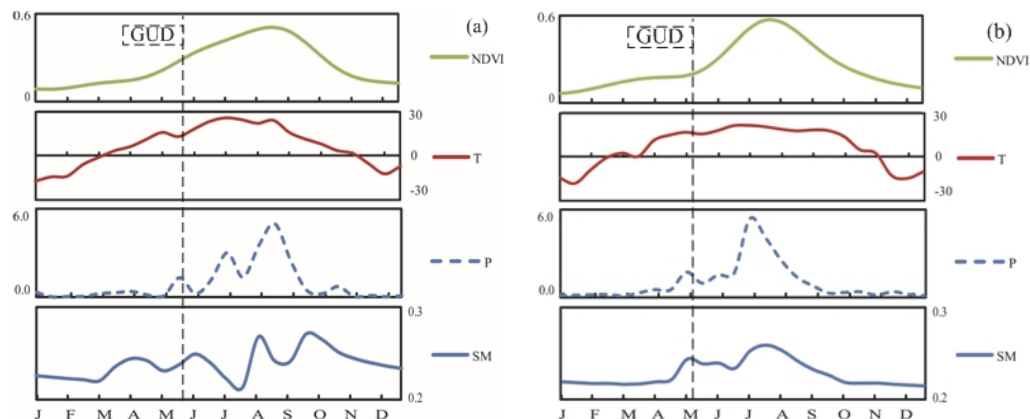 0.6
GUD
(a)
NDVI
0
30
0
T
-30
6.0
P
0.0
0.3
SM
0.2
J F M A M J J A S O N D
0.6
GUD
(b)
NDVI
0
30
0
T
-30
6.0
P
0.0
0.3
SM
0.2
J F M A M J J A S O N D